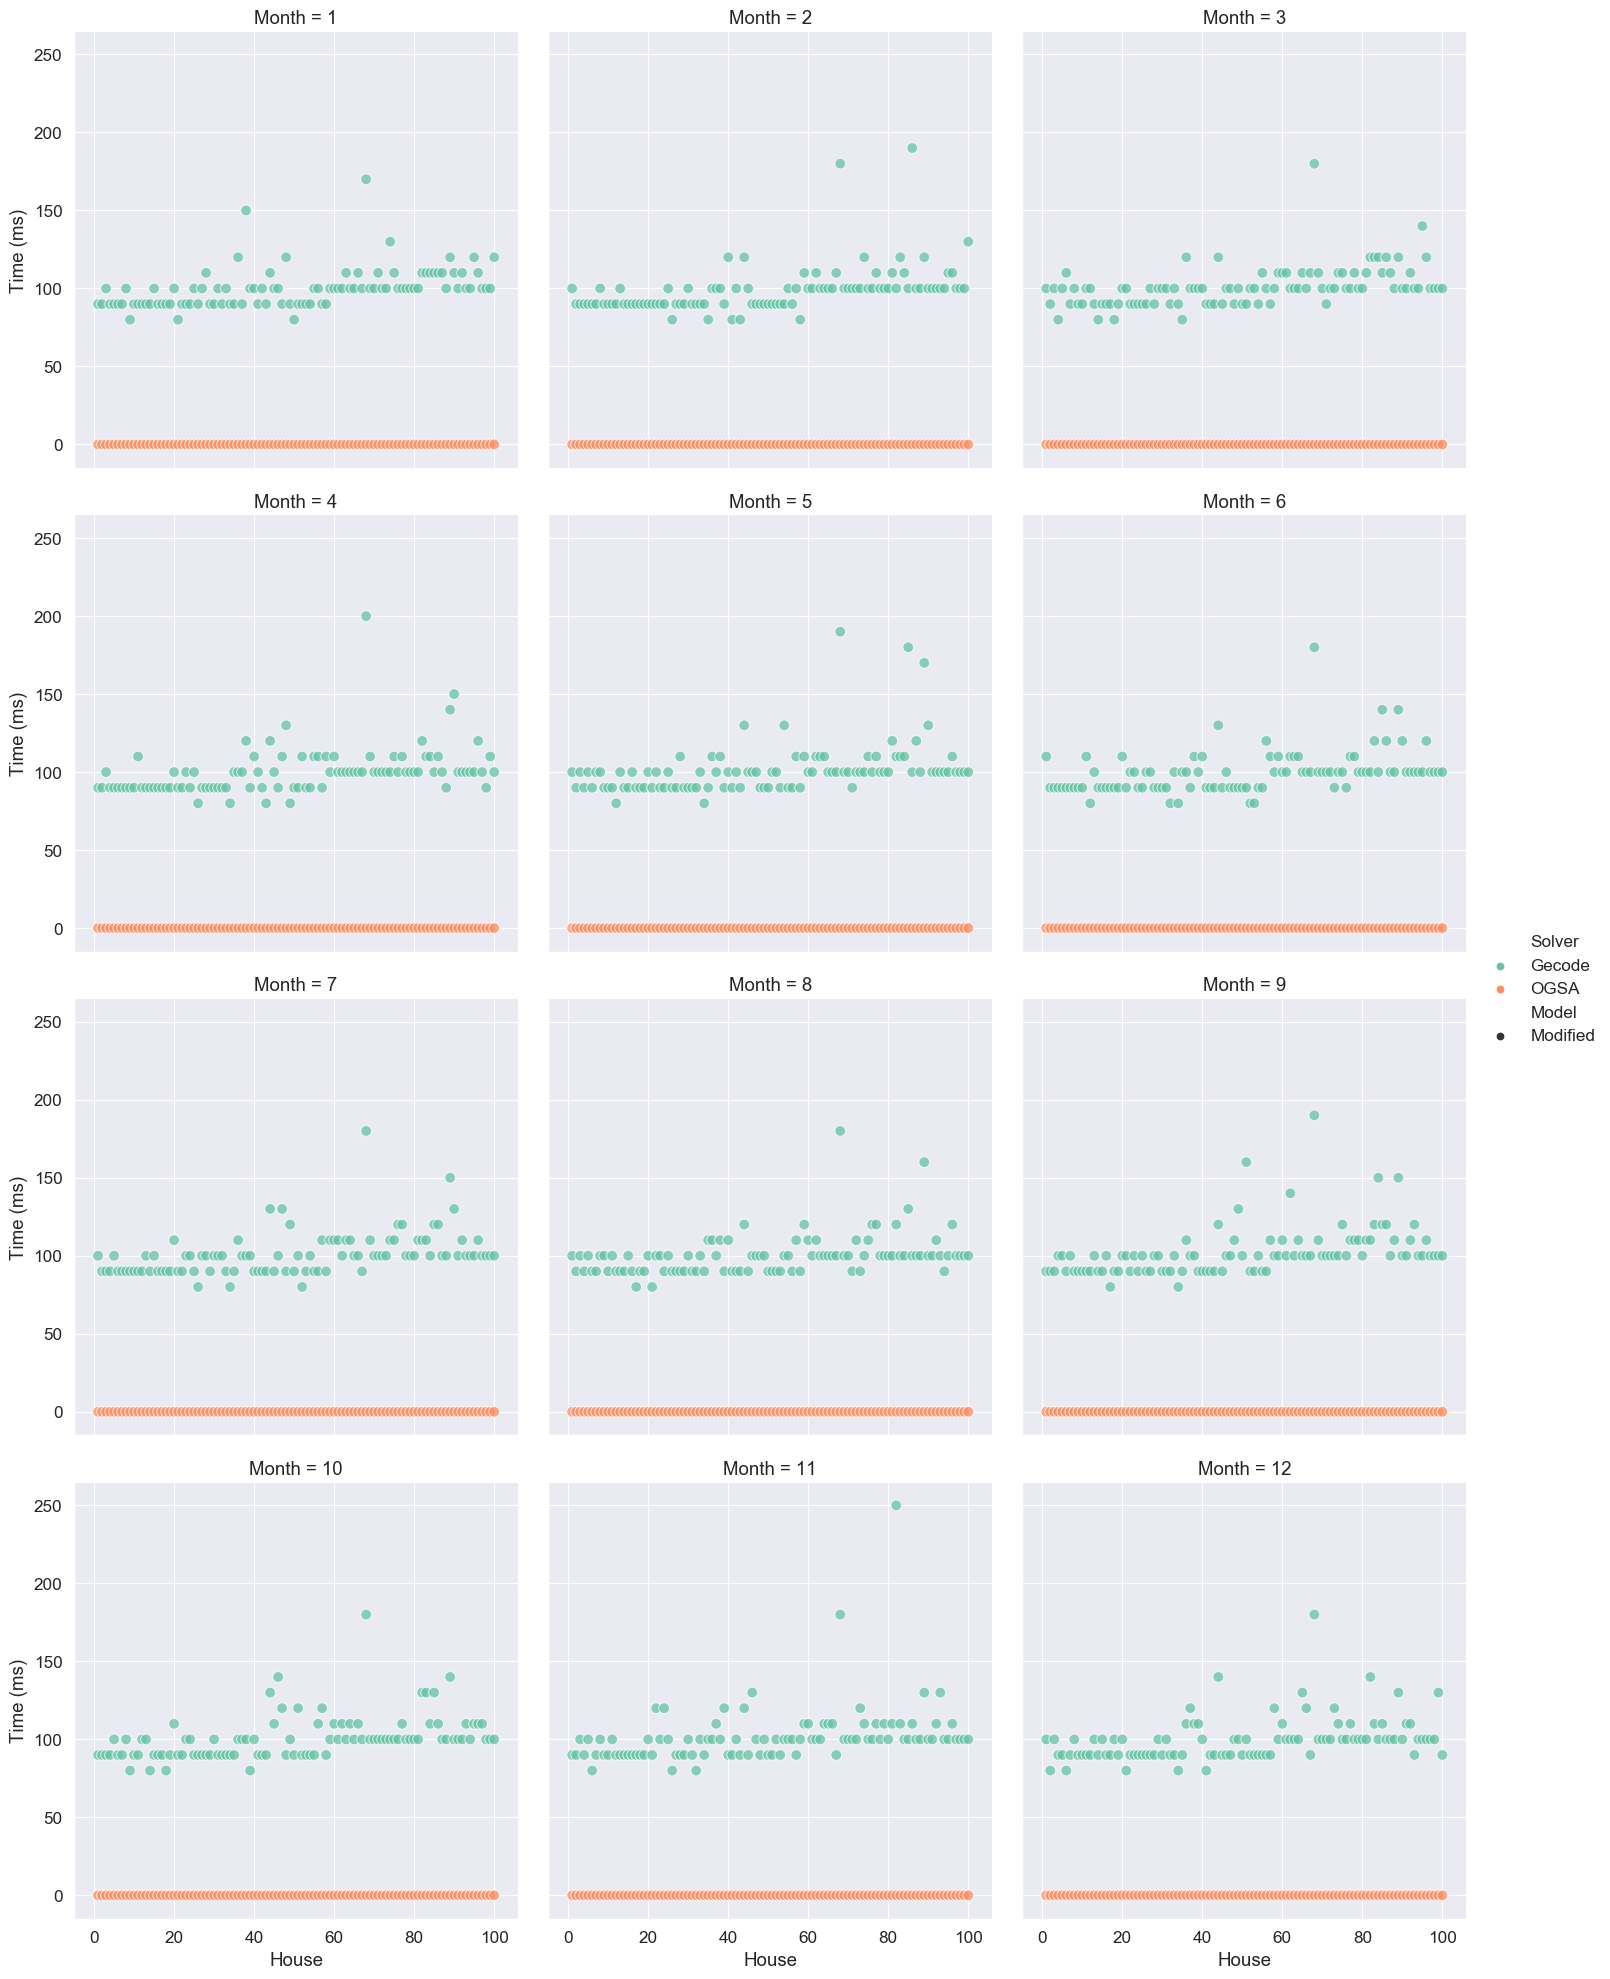 Month = 1
Month = 2
Month = 3
250
200
150
100
50
0
Time (ms)
Month = 4
Month = 5
Month = 6
250
200
150
100
50
0
Time (ms)
Solver
Gecode
OGSA
Model
Modified
Month = 7
Month = 8
Month = 9
250
200
150
100
50
0
Time (ms)
Month = 10
Month = 11
Month = 12
250
200
150
100
50
0
Time (ms)
0 20 40 60 80 100
0 20 40 60 80 100
0 20 40 60 80 100
House
House
House